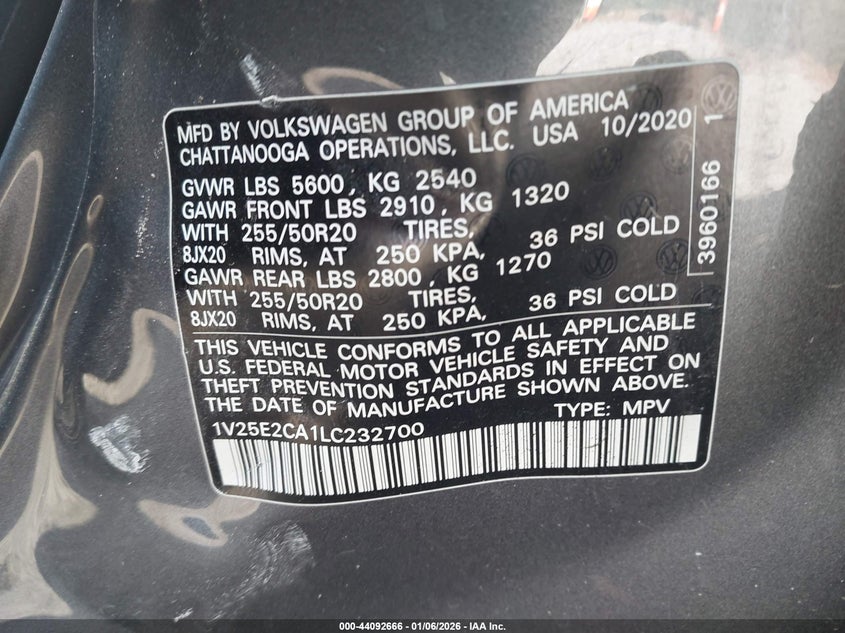 MFD BY VOLKSWAGEN GROUP OF AMERICA
CHATTANOOGA OPERATIONS, LLC. USA 10/2020
GVWR LBS 5600, KG 2540
GAWR FRONT LBS 2910, KG 1320
WITH 255/50R20 TIRES,
8JX20 RIMS, AT 250 KPA, 36 PSI COLD
GAWR REAR LBS 2800, KG 1270
WITH 255/50R20 TIRES,
8JX20 RIMS, AT 250 KPA, 36 PSI COLD
THIS VEHICLE CONFORMS TO ALL APPLICABLE
U.S. FEDERAL MOTOR VEHICLE SAFETY AND
THEFT PREVENTION STANDARDS IN EFFECT ON
THE DATE OF MANUFACTURE SHOWN ABOVE.
1V25E2CA1LC232700 TYPE: MPV
3960166 1
000-44092666 - 01/06/2026 - IAA Inc.